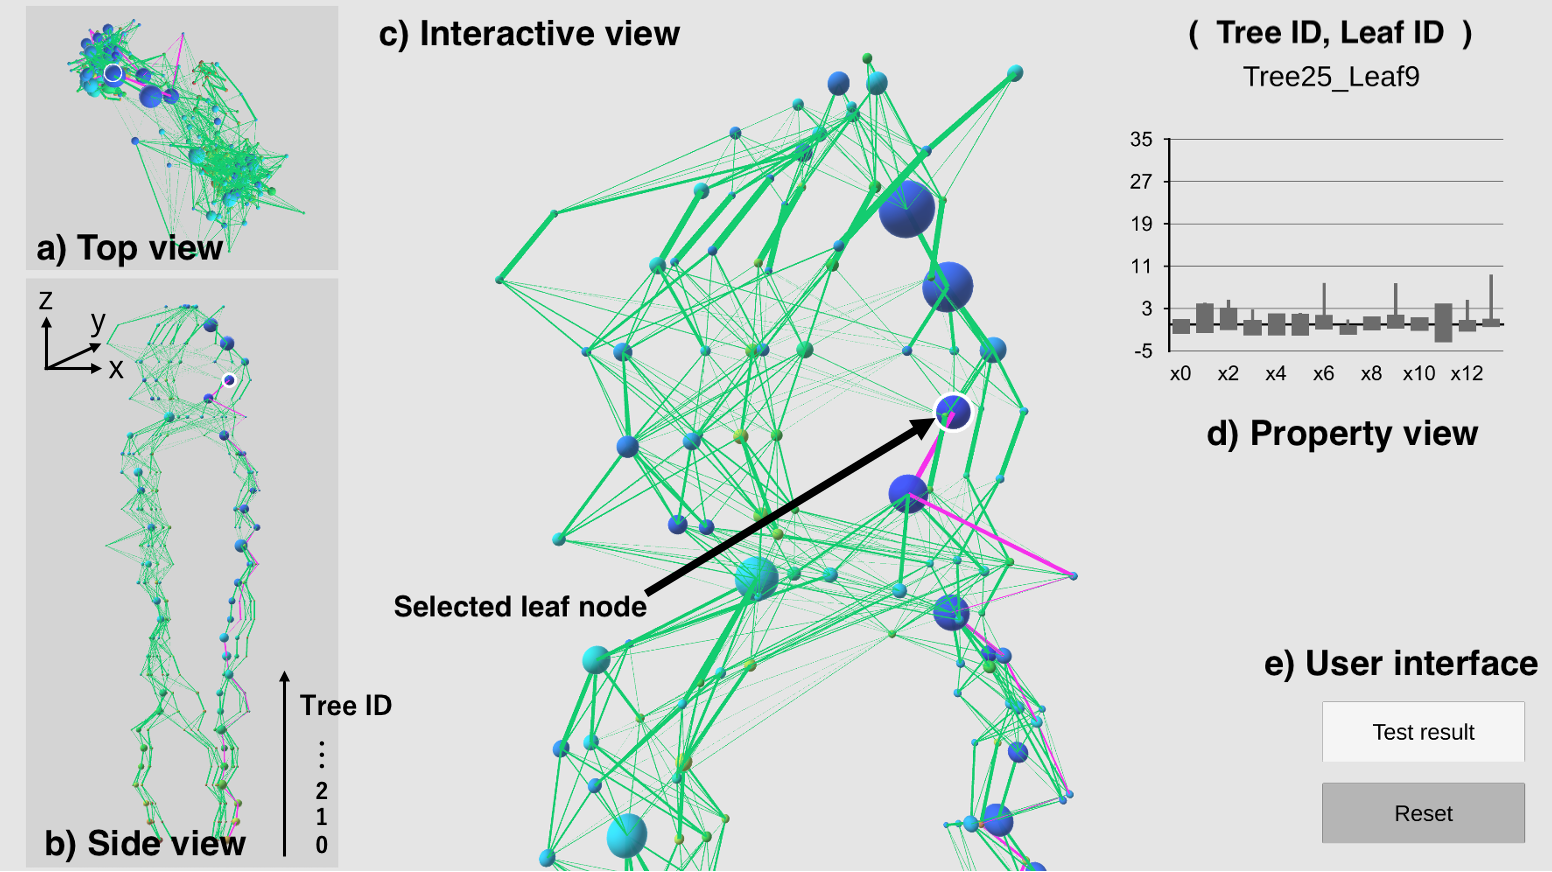 a) Top view
z
y
x
b) Side view
Tree ID
⋮
2
1
0
c) Interactive view
Selected leaf node
( Tree ID, Leaf ID )
Tree25_Leaf9
35
27
19
11
3
-5
x0 x2 x4 x6 x8 x10 x12
d) Property view
e) User interface
Test result
Reset